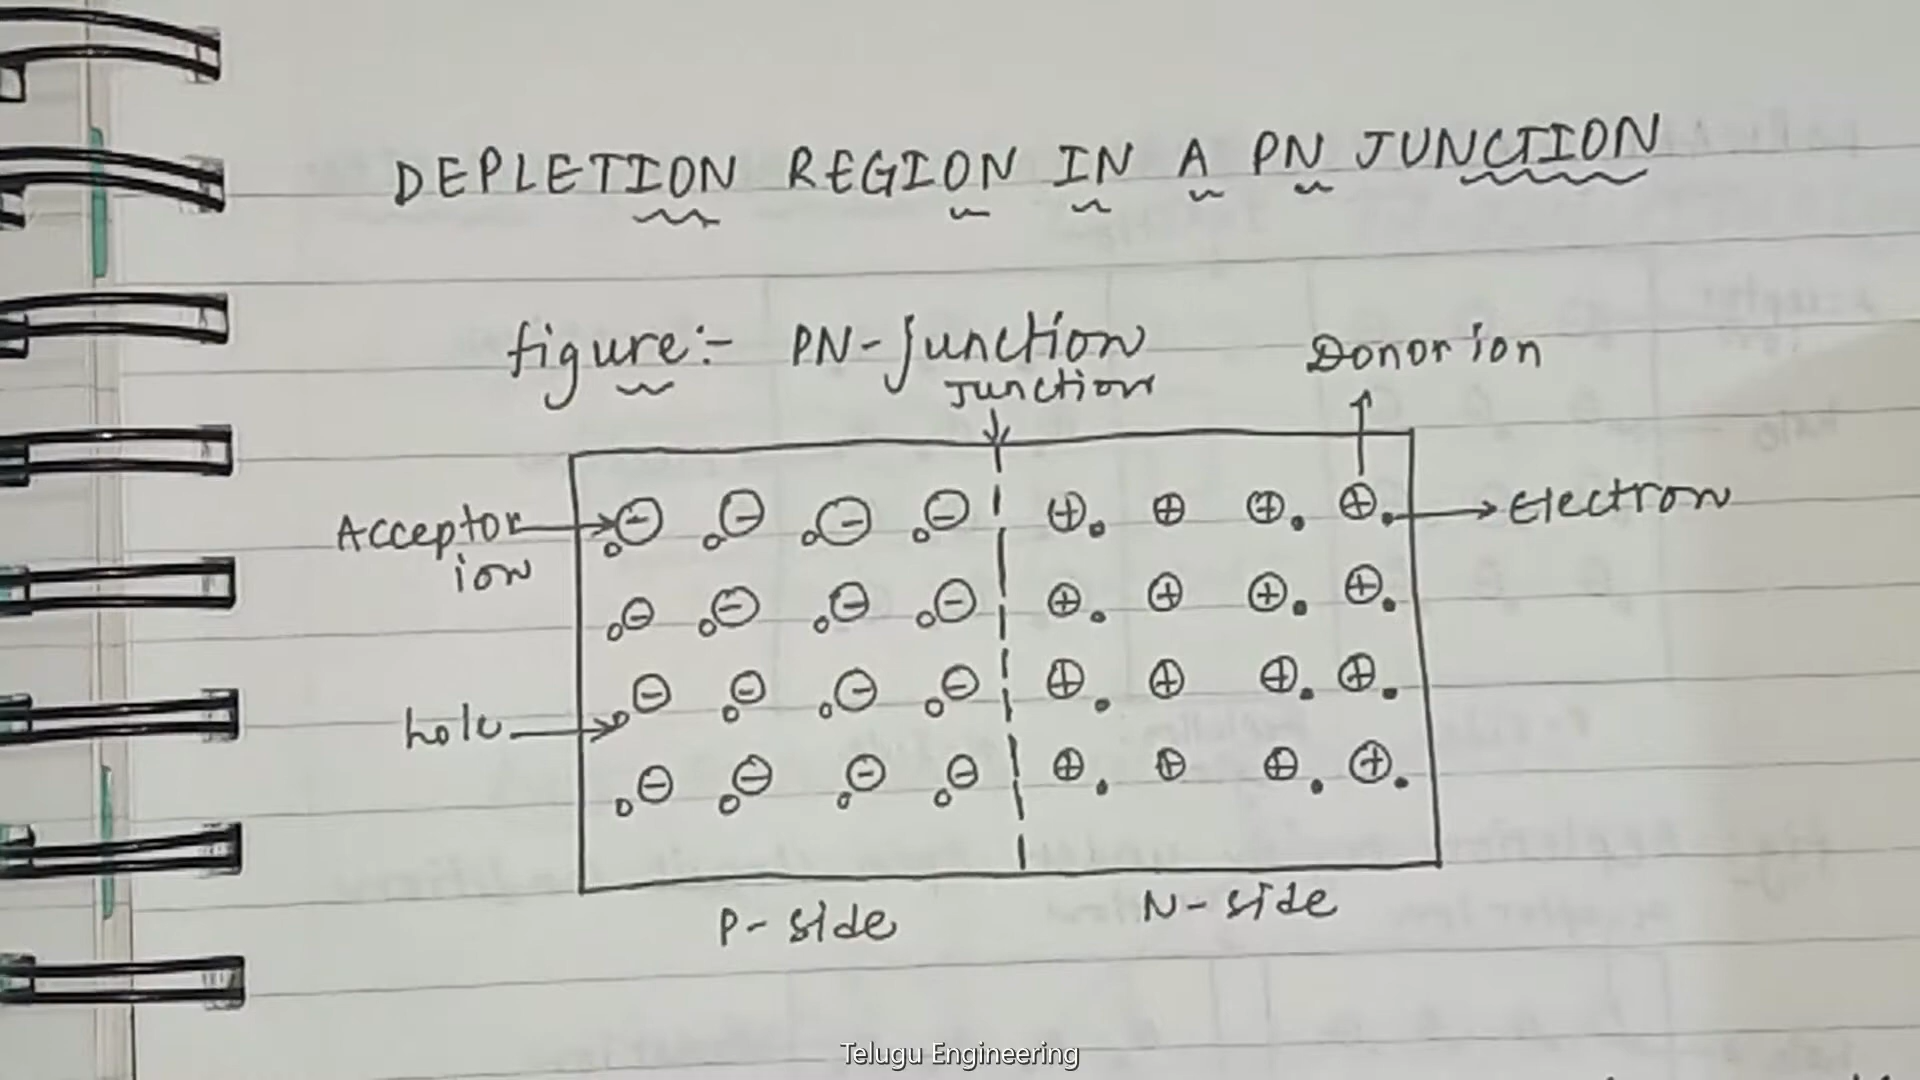 DEPLETION REGION IN A PN JUNCTION
figure:- PN-Junction
Junction
Donor ion
Acceptor
ion
Electron
hole
P-side
N-side
Telugu Engineering